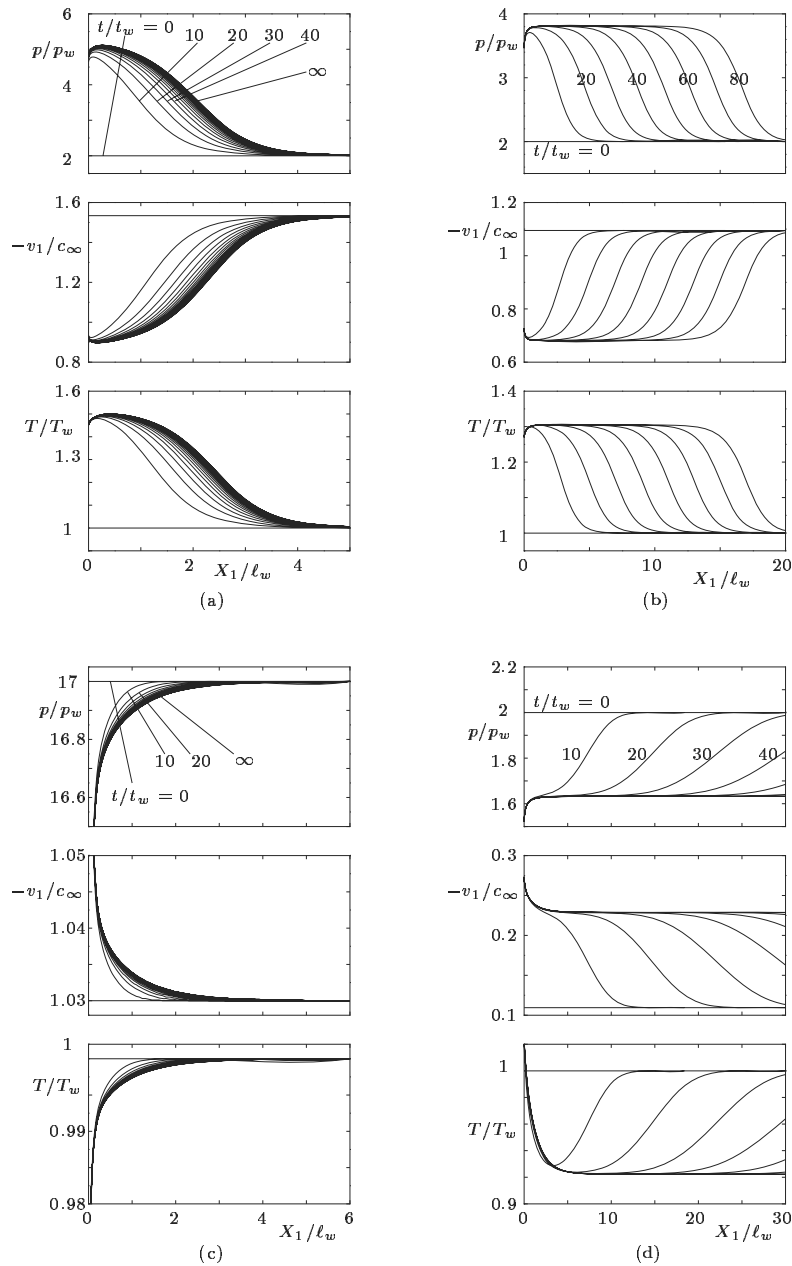 t/t_w = 0
10 20 30 40
∞
p/p_w
6
4
2
1.6
−v_1/c_∞
1.2
0.8
1.6
T/T_w
1.3
1
0 2 4
X_1/ℓ_w
(a)
4
p/p_w
3
2
20 40 60 80
t/t_w = 0
1.2
−v_1/c_∞
1
0.8
0.6
1.4
T/T_w
1.2
1
0 10 20
X_1/ℓ_w
(b)
17
p/p_w
16.8
16.6
10 20 ∞
t/t_w = 0
1.05
−v_1/c_∞
1.04
1.03
1
T/T_w
0.99
0.98
0 2 4 6
X_1/ℓ_w
(c)
2.2
t/t_w = 0
2
p/p_w
1.8
1.6
10 20 30 40
0.3
−v_1/c_∞
0.2
0.1
1
T/T_w
0.9
0 10 20 30
X_1/ℓ_w
(d)